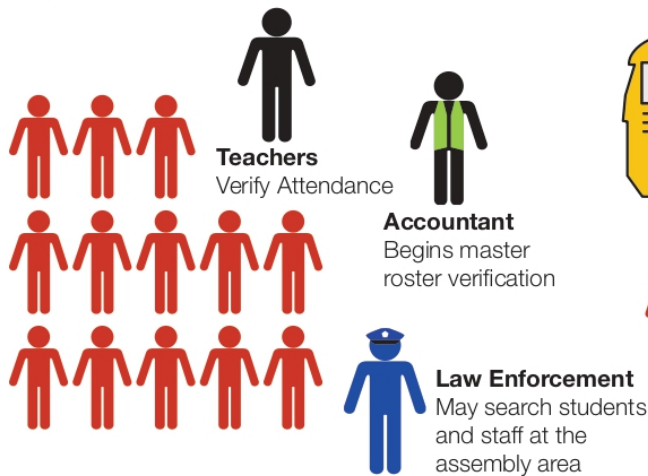 Teachers
Verify Attendance
Accountant
Begins master
roster verification
Law Enforcement
May search students
and staff at the
assembly area